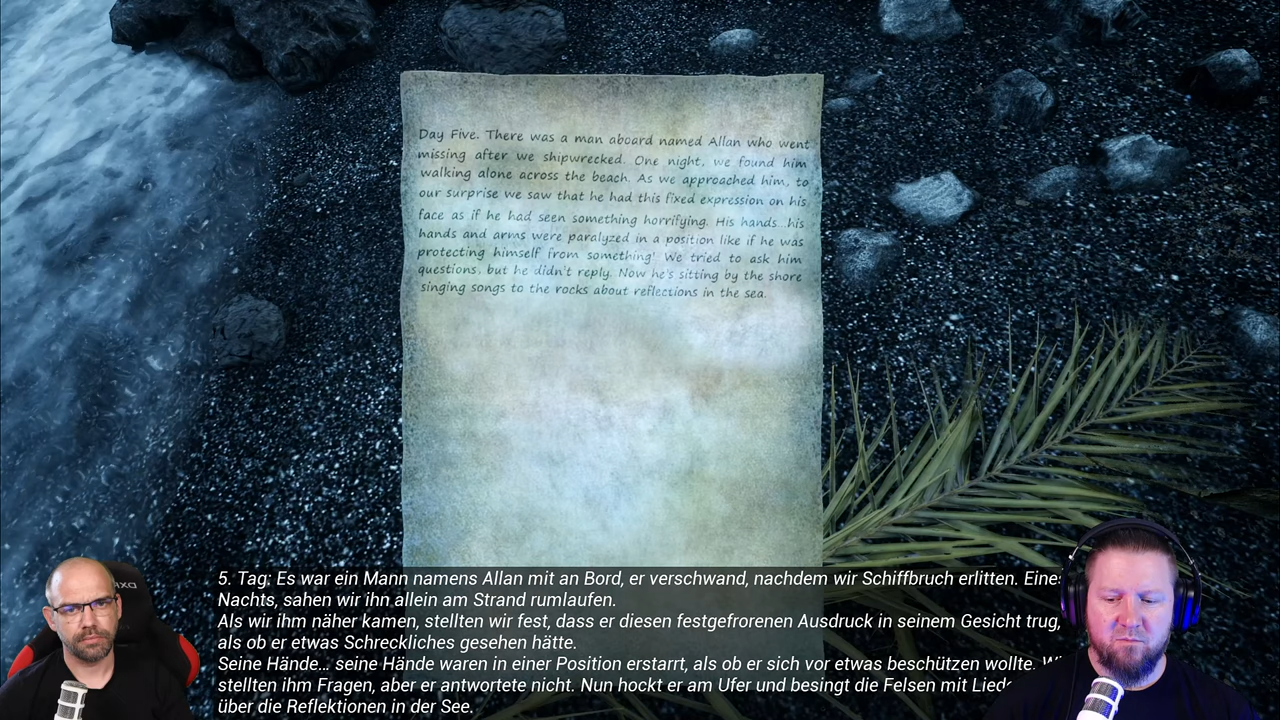 Day Five. There was a man aboard named Allan who went
missing after we shipwrecked. One night, we found him
walking alone across the beach. As we approached him, to
our surprise we saw that he had this fixed expression on his
face as if he had seen something horrifying. His hands...his
hands and arms were paralyzed in a position like if he was
protecting himself from something! We tried to ask him
questions, but he didn't reply. Now he's sitting by the shore
singing songs to the rocks about reflections in the sea.
5. Tag: Es war ein Mann namens Allan mit an Bord, er verschwand, nachdem wir Schiffbruch erlitten. Eines
Nachts, sahen wir ihn allein am Strand rumlaufen.
Als wir ihm näher kamen, stellten wir fest, dass er diesen festgefrorenen Ausdruck in seinem Gesicht trug,
als ob er etwas Schreckliches gesehen hätte.
Seine Hände... seine Hände waren in einer Position erstarrt, als ob er sich vor etwas beschützen wollte.
stellten ihm Fragen, aber er antwortete nicht. Nun hockt er am Ufer und besingt die Felsen mit
über die Reflektionen in der See.